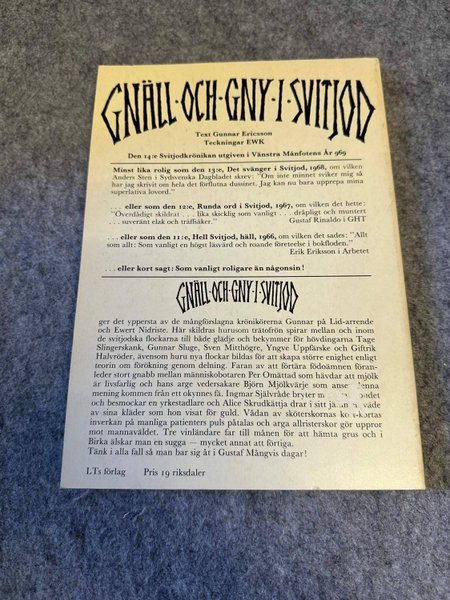 GNÄLL·OCH·GNY·I·SVITJOD
Text Gunnar Ericsson
Teckningar EWK
Den 14:e Svitjodkrönikan utgiven i Vänstra Månfotens År 969
Minst lika rolig som den 13:e, Det svänger i Svitjod, 1968, om vilken
Anders Sten i Sydsvenska Dagbladet skrev: "Om inte minnet sviker mig så
har jag skrivit om hela det förflutna dussinet. Jag kan nu bara upprepa mina
superlativa lovord."
. . . eller som den 12:e, Runda ord i Svitjod, 1967, om vilken det hette:
"Överdådigt skildrat . . . lika skicklig som vanligt . . . dråpligt och muntert
. . . suveränt elak och träffsäker." Gustaf Rinaldo i GHT
. . . eller som den 11:e, Hell Svitjod, häll, 1966, om vilken det sades: "Allt
som allt: Som vanligt en högst läsvärd och roande företeelse i bokfloden."
Erik Eriksson i Arbetet
. . . eller kort sagt: Som vanligt roligare än någonsin!
GNÄLL·OCH·GNY·I·SVITJOD
ger det yppersta av de mångförslagna krönikörerna Gunnar på Lid-arrende
och Ewert Nidriste. Här skildras hurusom trätofrön spirar mellan och inom
de svitjodska flockarna till både glädje och bekymmer för hövdingarna Tage
Slingerskank, Gunnar Sluge, Sven Mitthögre, Yngve Uppfärske och Giftrik
Halvröder, ävensom huru nya flockar bildas för att skapa större enighet enligt
teorin om förökning genom delning. Faran av att förtära födoämnen föran-
leder stort gnabb mellan människobotaren Per Omättad som hävdar att mjölk
är livsfarlig och hans arge vedersakare Björn Mjölkvärje som anse denna
mening kommen från ett okynnes få. Ingmar Självråde bryter budet
och besmockar en yrkestadlare och Alice Skrudkättja drar i sitt
av sina kläder som hon visat för guld. Vådan av sköterskornas kortkortas
inverkan på manliga patienters puls påtalas och arga allristerskor gör uppror
mot mannaväldet. Tre vinländare far till månen för att hämta grus och i
Birka älskar man en sugga — mycket annat att förtiga.
Tänk i alla fall så man bar sig åt i Gustaf Mångvis dagar!
LTs förlag Pris 19 riksdaler